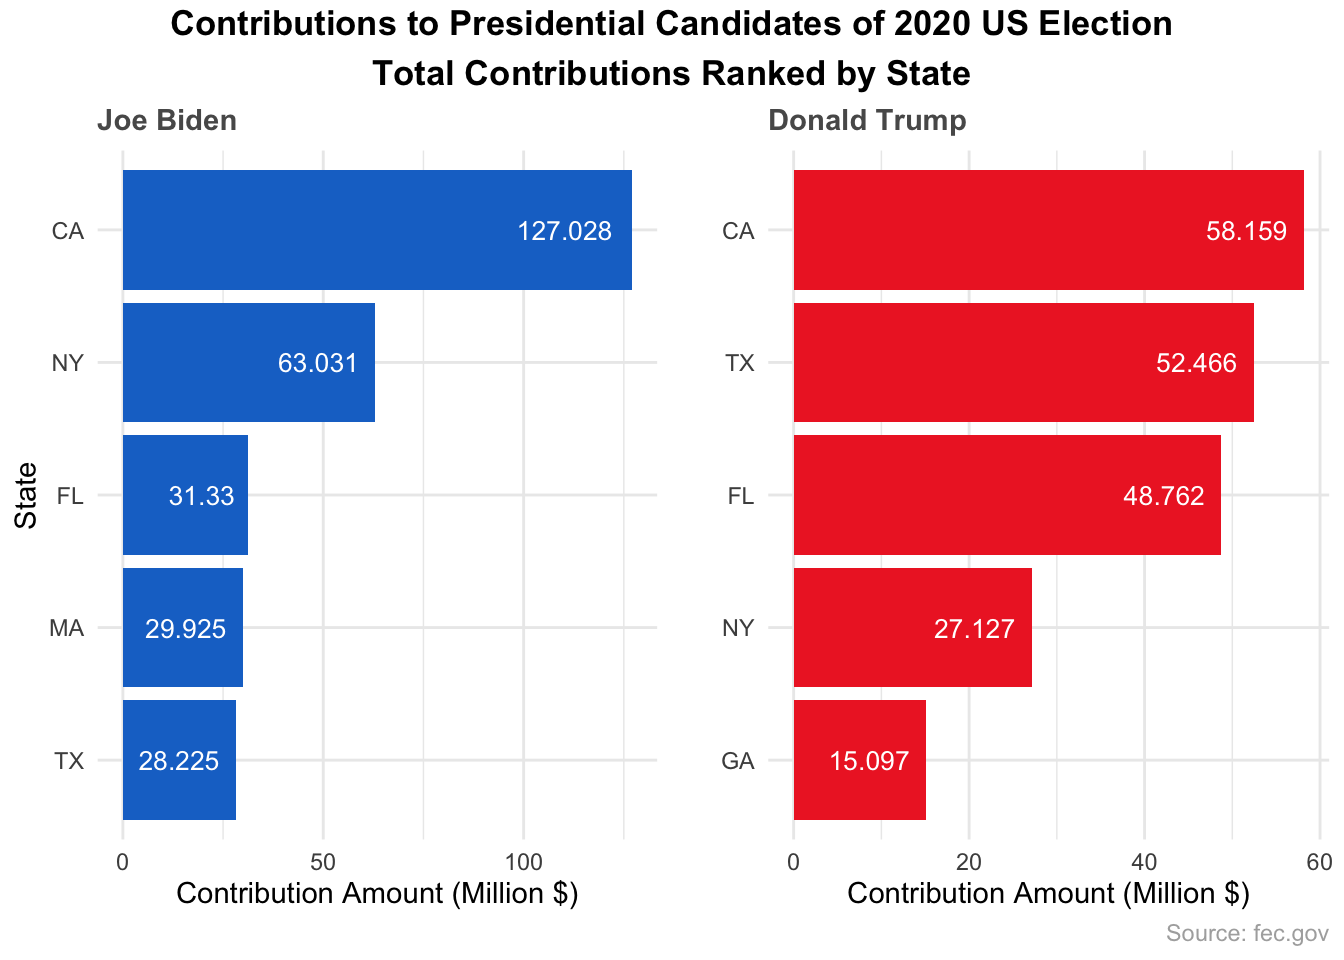 Contributions to Presidential Candidates of 2020 US Election
Total Contributions Ranked by State
Joe Biden
State
CA
127.028
NY
63.031
FL
31.33
MA
29.925
TX
28.225
0 50 100
Contribution Amount (Million $)
Donald Trump
CA
58.159
TX
52.466
FL
48.762
NY
27.127
GA
15.097
0 20 40 60
Contribution Amount (Million $)
Source: fec.gov